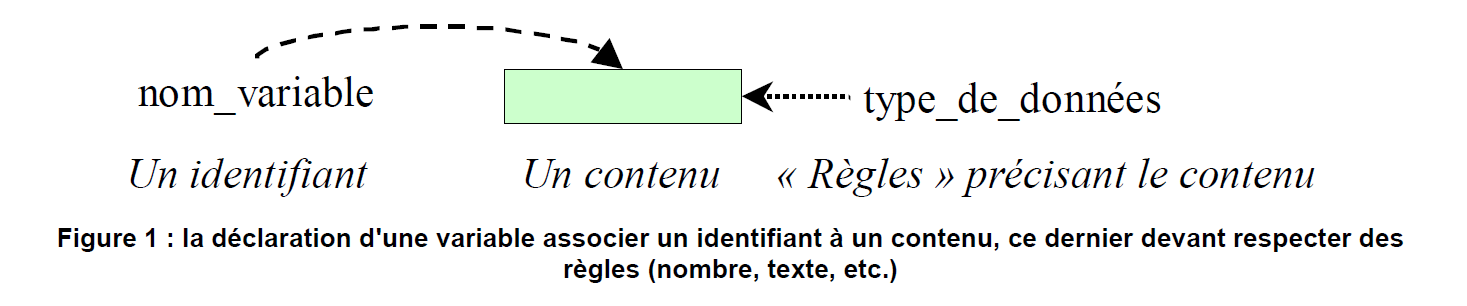 nom_variable
type_de_données
Un identifiant
Un contenu
« Règles » précisant le contenu
Figure 1 : la déclaration d'une variable associer un identifiant à un contenu, ce dernier devant respecter des
règles (nombre, texte, etc.)